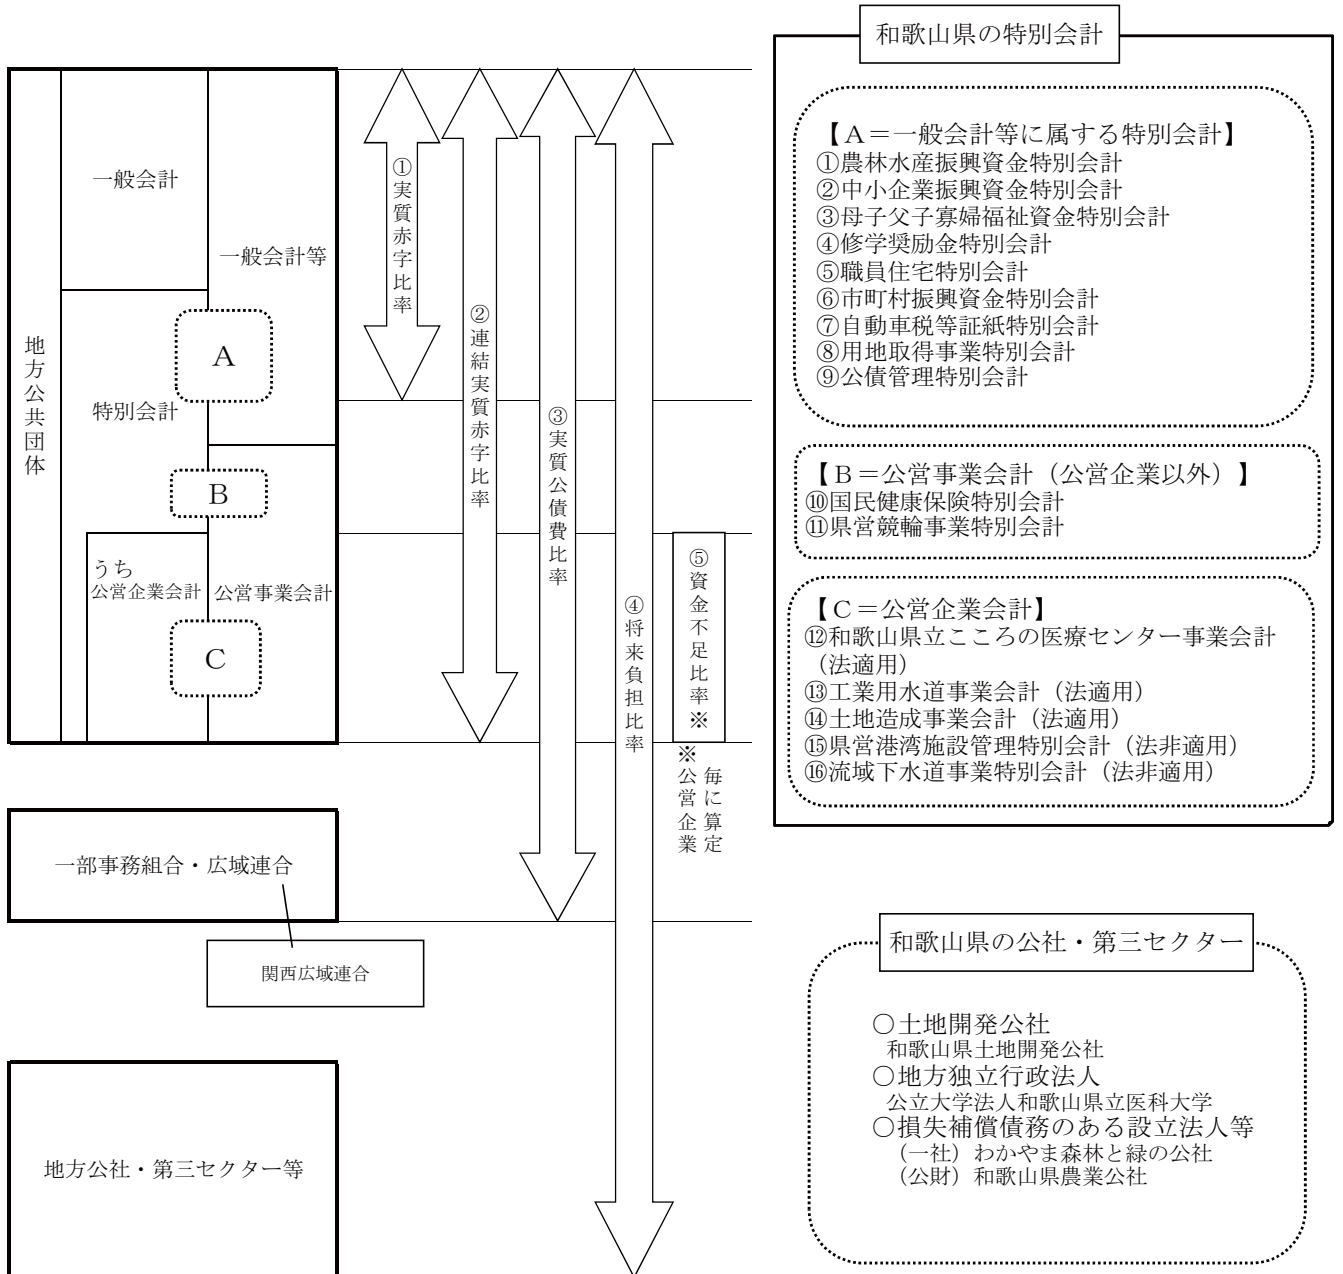 地方公共団体
一般会計
特別会計
うち
公営企業会計
一般会計等
公営事業会計
A
B
C
①実質赤字比率
②連結実質赤字比率
③実質公債費比率
④将来負担比率
⑤資金不足比率※
※公営企業
毎に算定
一部事務組合・広域連合
関西広域連合
地方公社・第三セクター等
和歌山県の特別会計
【A＝一般会計等に属する特別会計】
①農林水産振興資金特別会計
②中小企業振興資金特別会計
③母子父子寡婦福祉資金特別会計
④修学奨励金特別会計
⑤職員住宅特別会計
⑥市町村振興資金特別会計
⑦自動車税等証紙特別会計
⑧用地取得事業特別会計
⑨公債管理特別会計
【B＝公営事業会計（公営企業以外）】
⑩国民健康保険特別会計
⑪県営競輪事業特別会計
【C＝公営企業会計】
⑫和歌山県立こころの医療センター事業会計
（法適用）
⑬工業用水道事業会計（法適用）
⑭土地造成事業会計（法適用）
⑮県営港湾施設管理特別会計（法非適用）
⑯流域下水道事業特別会計（法非適用）
和歌山県の公社・第三セクター
○土地開発公社
和歌山県土地開発公社
○地方独立行政法人
公立大学法人和歌山県立医科大学
○損失補償債務のある設立法人等
（一社）わかやま森林と緑の公社
（公財）和歌山県農業公社